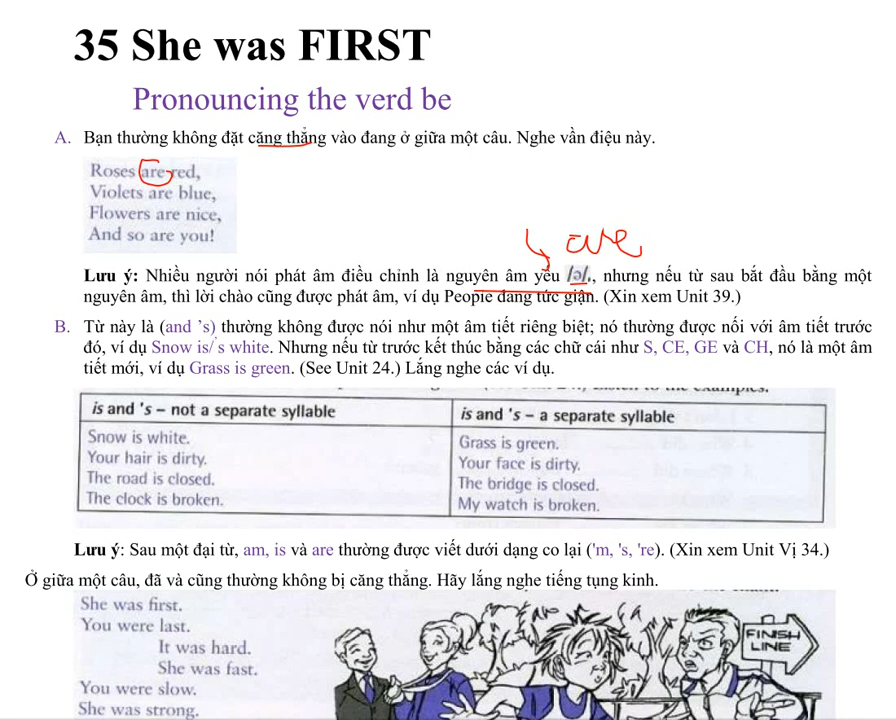 35 She was FIRST
Pronouncing the verd be
A. Bạn thường không đặt căng thẳng vào đang ở giữa một câu. Nghe vần điệu này.
Roses are red,
Violets are blue,
Flowers are nice,
And so are you!
are
Lưu ý: Nhiều người nói phát âm điều chỉnh là nguyên âm yếu /ə/., nhưng nếu từ sau bắt đầu bằng một
nguyên âm, thì lời chào cũng được phát âm, ví dụ People đang tức giận. (Xin xem Unit 39.)
B. Từ này là (and ’s) thường không được nói như một âm tiết riêng biệt; nó thường được nối với âm tiết trước
đó, ví dụ Snow is/’s white. Nhưng nếu từ trước kết thúc bằng các chữ cái như S, CE, GE và CH, nó là một âm
tiết mới, ví dụ Grass is green. (See Unit 24.) Lắng nghe các ví dụ.
is and 's – not a separate syllable
is and 's – a separate syllable
Snow is white.
Grass is green.
Your hair is dirty.
Your face is dirty.
The road is closed.
The bridge is closed.
The clock is broken.
My watch is broken.
Lưu ý: Sau một đại từ, am, is và are thường được viết dưới dạng co lại ('m, 's, 're). (Xin xem Unit Vị 34.)
Ở giữa một câu, đã và cũng thường không bị căng thẳng. Hãy lắng nghe tiếng tụng kinh.
She was first.
You were last.
It was hard.
She was fast.
You were slow.
She was strong.
FINISH
LINE